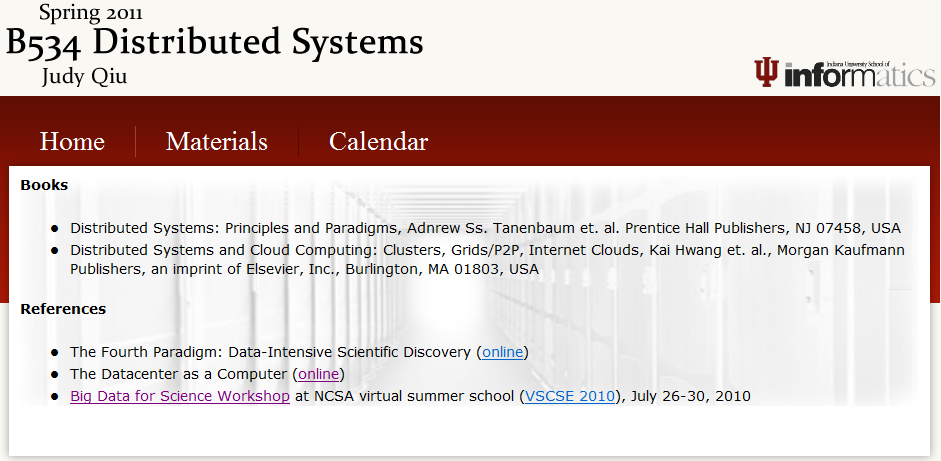 Spring 2011
B534 Distributed Systems
Judy Qiu
Indiana University School of
informatics
Home
Materials
Calendar
Books
Distributed Systems: Principles and Paradigms, Adnrew Ss. Tanenbaum et. al. Prentice Hall Publishers, NJ 07458, USA
Distributed Systems and Cloud Computing: Clusters, Grids/P2P, Internet Clouds, Kai Hwang et. al., Morgan Kaufmann
Publishers, an imprint of Elsevier, Inc., Burlington, MA 01803, USA
References
The Fourth Paradigm: Data-Intensive Scientific Discovery (online)
The Datacenter as a Computer (online)
Big Data for Science Workshop at NCSA virtual summer school (VSCSE 2010), July 26-30, 2010